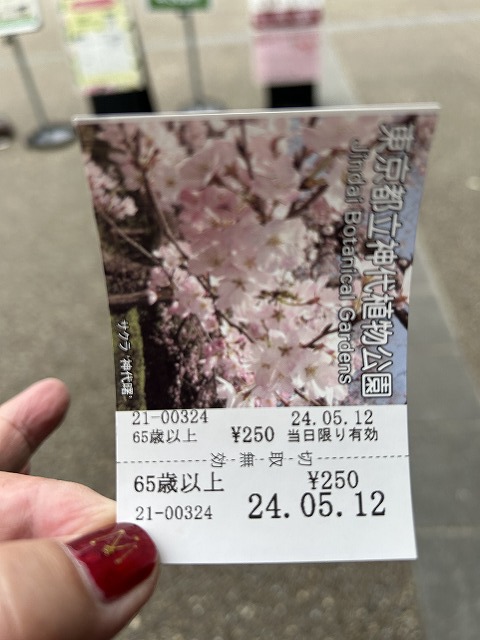 東京都立神代植物公園
Jindai Botanical Gardens
サクラ '神代曙'
21-00324 24.05.12
65歳以上 ¥250 当日限り有効
切取無効
65歳以上 ¥250
21-00324 24.05.12